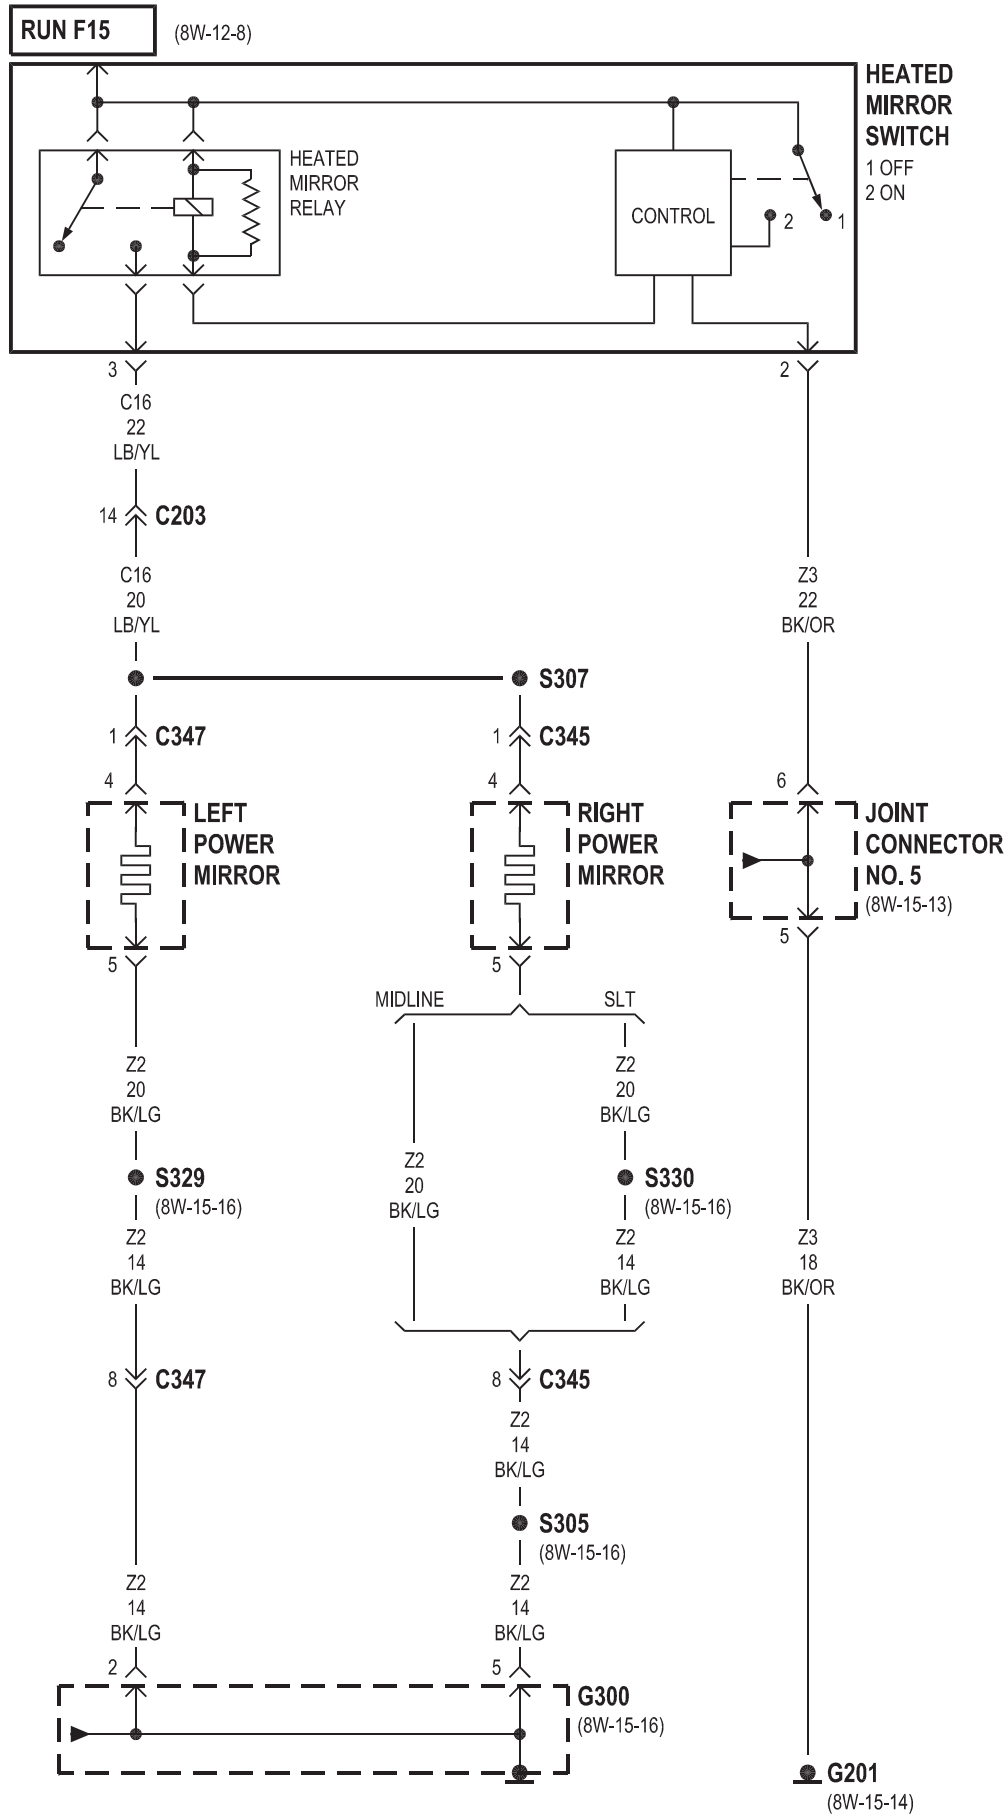 RUN F15
(8W-12-8)
HEATED
MIRROR
SWITCH
1 OFF
2 ON
HEATED
MIRROR
RELAY
CONTROL
2
1
3
2
C16
22
LB/YL
14
C203
C16
20
LB/YL
Z3
22
BK/OR
S307
1
C347
1
C345
4
4
6
LEFT
POWER
MIRROR
RIGHT
POWER
MIRROR
JOINT
CONNECTOR
NO. 5
(8W-15-13)
5
5
5
MIDLINE
SLT
Z2
20
BK/LG
Z2
20
BK/LG
S329
(8W-15-16)
Z2
20
BK/LG
S330
(8W-15-16)
Z2
14
BK/LG
Z2
14
BK/LG
Z3
18
BK/OR
8
C347
8
C345
Z2
14
BK/LG
S305
(8W-15-16)
Z2
14
BK/LG
Z2
14
BK/LG
2
5
G300
(8W-15-16)
G201
(8W-15-14)